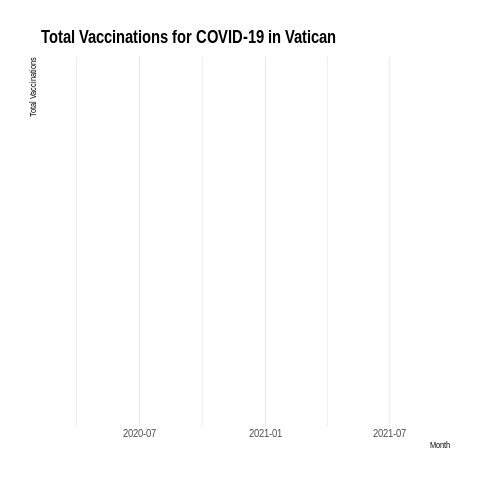 Total Vaccinations for COVID-19 in Vatican
Total Vaccinations
2020-07
2021-01
2021-07
Month